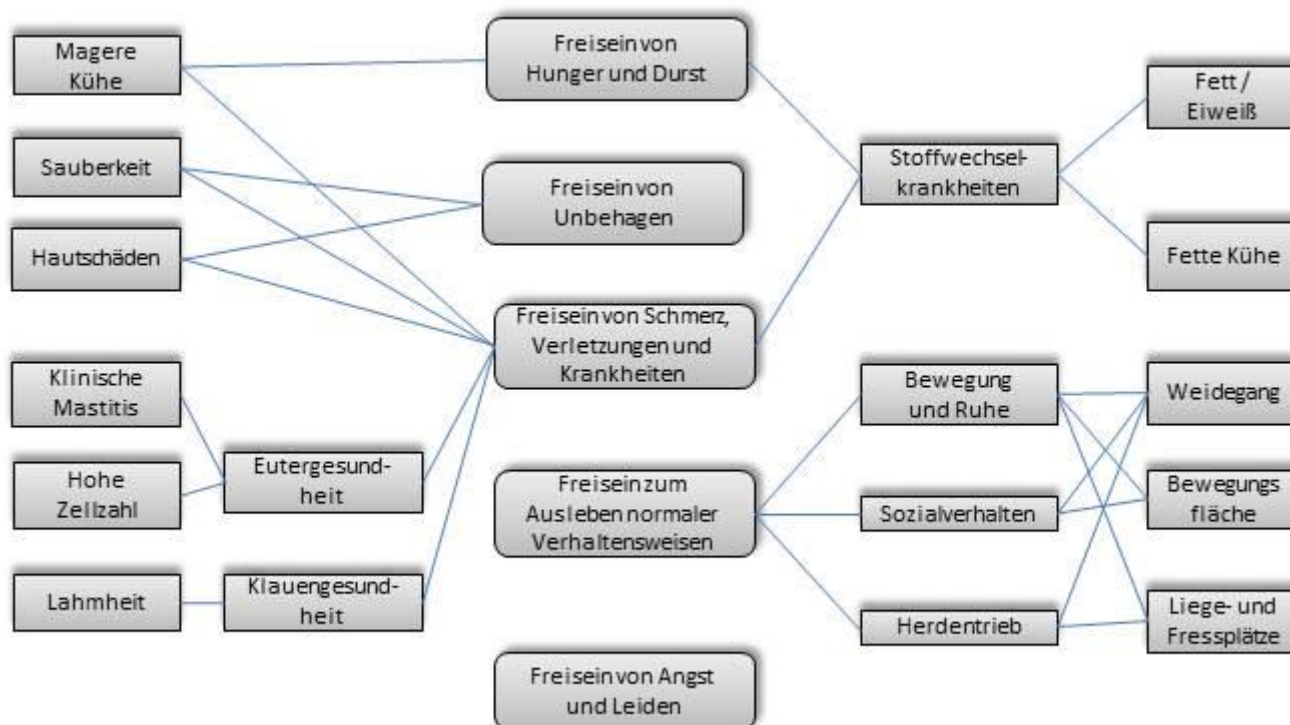 Magere
Kühe
Sauberkeit
Hautschäden
Klinische
Mastitis
Hohe
Zellzahl
Lahmheit
Eutergesund-
heit
Klauengesund-
heit
Freisein von
Hunger und Durst
Freisein von
Unbehagen
Freisein von Schmerz,
Verletzungen und
Krankheiten
Freisein zum
Ausleben normaler
Verhaltensweisen
Freisein von Angst
und Leiden
Stoffwechsel-
krankheiten
Bewegung
und Ruhe
Sozialverhalten
Herdentrieb
Fett /
Eiweiß
Fette Kühe
Weidegang
Bewegungs
fläche
Liege- und
Fressplätze